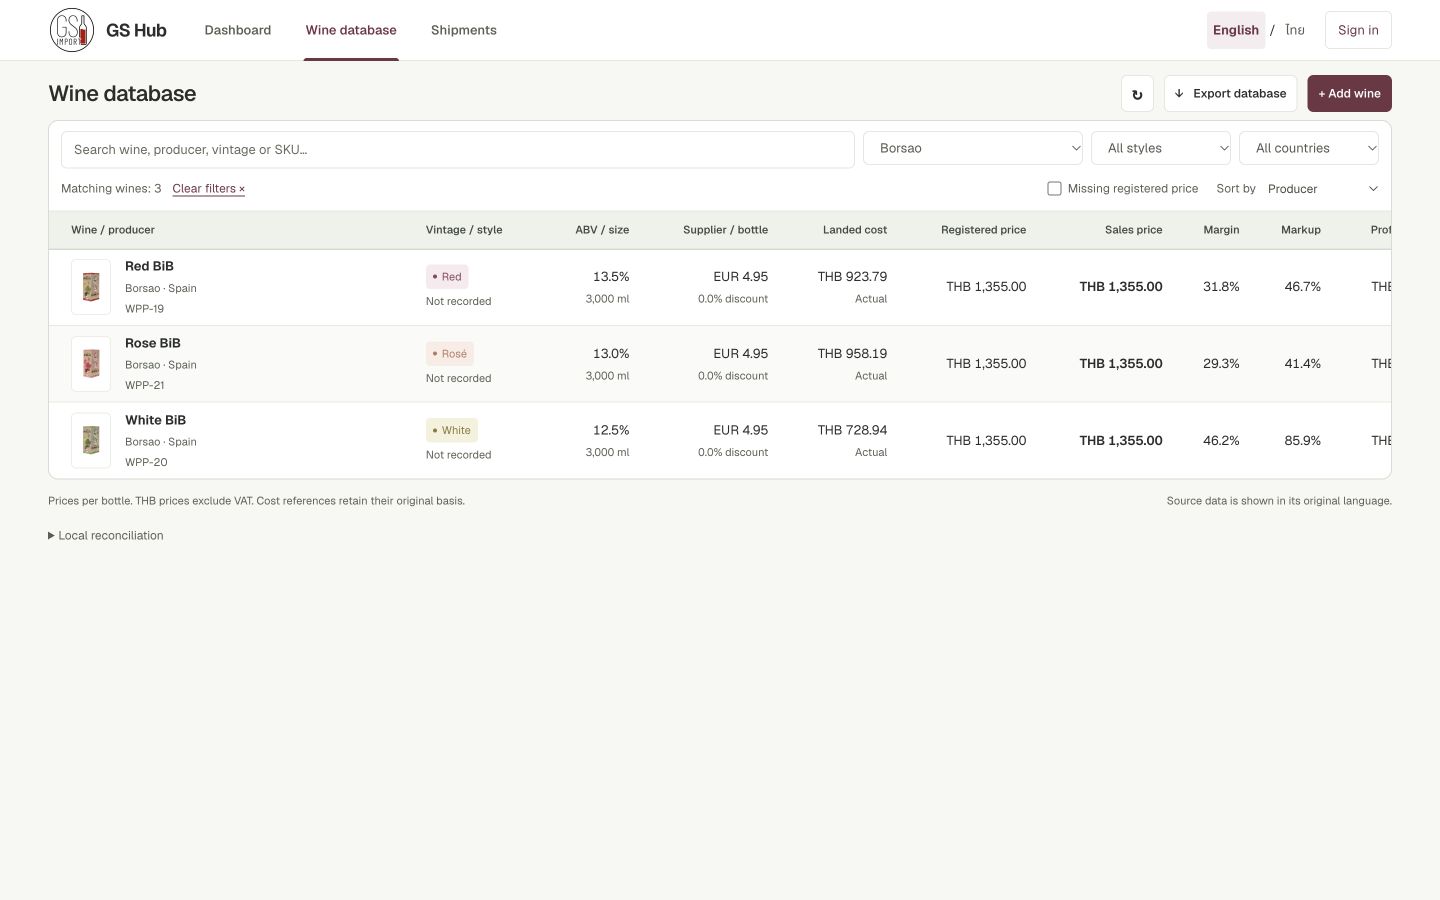 GS IMPORT GS Hub Dashboard Wine database Shipments English / ไทย Sign in
Wine database ↻ ↓ Export database + Add wine
Search wine, producer, vintage or SKU... Borsao All styles All countries
Matching wines: 3 Clear filters × Missing registered price Sort by Producer
Wine / producer Vintage / style ABV / size Supplier / bottle Landed cost Registered price Sales price Margin Markup Prof
Red BiB
Borsao · Spain
WPP-19
• Red
Not recorded
13.5%
3,000 ml
EUR 4.95
0.0% discount
THB 923.79
Actual
THB 1,355.00 THB 1,355.00 31.8% 46.7% THB
Rose BiB
Borsao · Spain
WPP-21
• Rosé
Not recorded
13.0%
3,000 ml
EUR 4.95
0.0% discount
THB 958.19
Actual
THB 1,355.00 THB 1,355.00 29.3% 41.4% THB
White BiB
Borsao · Spain
WPP-20
• White
Not recorded
12.5%
3,000 ml
EUR 4.95
0.0% discount
THB 728.94
Actual
THB 1,355.00 THB 1,355.00 46.2% 85.9% THB
Prices per bottle. THB prices exclude VAT. Cost references retain their original basis. Source data is shown in its original language.
▶ Local reconciliation